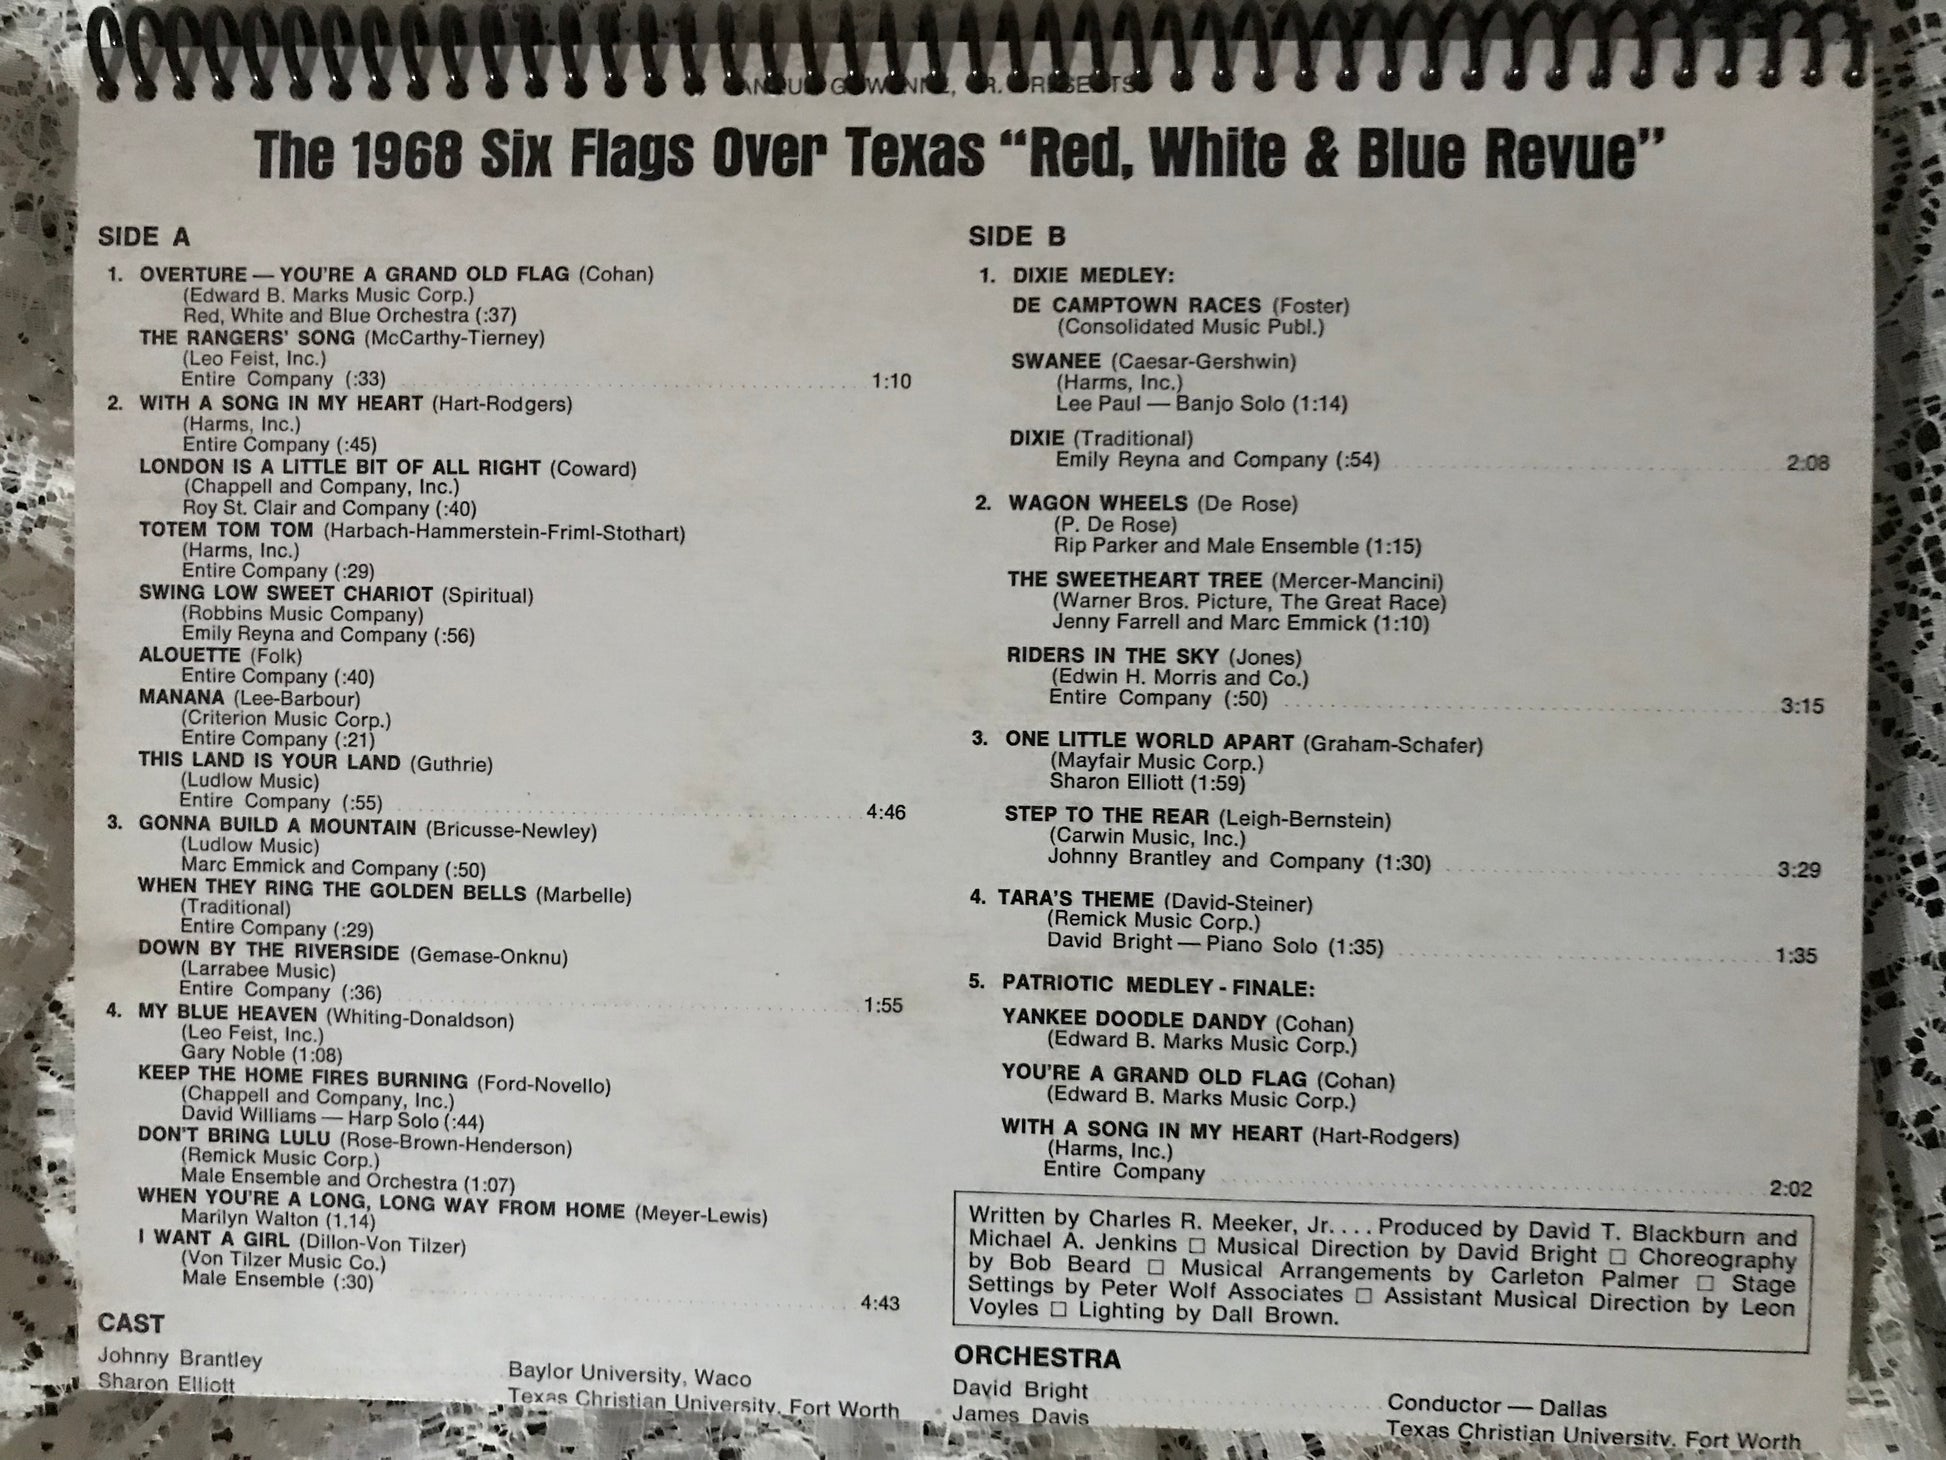 The 1968 Six Flags Over Texas “Red, White & Blue Revue”
SIDE A
1. OVERTURE — YOU'RE A GRAND OLD FLAG (Cohan)
(Edward B. Marks Music Corp.)
Red, White and Blue Orchestra (:37)
THE RANGERS' SONG (McCarthy-Tierney)
(Leo Feist, Inc.)
Entire Company (:33) 1:10
2. WITH A SONG IN MY HEART (Hart-Rodgers)
(Harms, Inc.)
Entire Company (:45)
LONDON IS A LITTLE BIT OF ALL RIGHT (Coward)
(Chappell and Company, Inc.)
Roy St. Clair and Company (:40)
TOTEM TOM TOM (Harbach-Hammerstein-Friml-Stothart)
(Harms, Inc.)
Entire Company (:29)
SWING LOW SWEET CHARIOT (Spiritual)
(Robbins Music Company)
Emily Reyna and Company (:56)
ALOUETTE (Folk)
Entire Company (:40)
MANANA (Lee-Barbour)
(Criterion Music Corp.)
Entire Company (:21)
THIS LAND IS YOUR LAND (Guthrie)
(Ludlow Music)
Entire Company (:55) 4:46
3. GONNA BUILD A MOUNTAIN (Bricusse-Newley)
(Ludlow Music)
Marc Emmick and Company (:50)
WHEN THEY RING THE GOLDEN BELLS (Marbelle)
(Traditional)
Entire Company (:29)
DOWN BY THE RIVERSIDE (Gemase-Onknu)
(Larrabee Music)
Entire Company (:36) 1:55
4. MY BLUE HEAVEN (Whiting-Donaldson)
(Leo Feist, Inc.)
Gary Noble (1:08)
KEEP THE HOME FIRES BURNING (Ford-Novello)
(Chappell and Company, Inc.)
David Williams — Harp Solo (:44)
DON'T BRING LULU (Rose-Brown-Henderson)
(Remick Music Corp.)
Male Ensemble and Orchestra (1:07)
WHEN YOU'RE A LONG, LONG WAY FROM HOME (Meyer-Lewis)
Marilyn Walton (1.14)
I WANT A GIRL (Dillon-Von Tilzer)
(Von Tilzer Music Co.)
Male Ensemble (:30) 4:43
CAST
Johnny Brantley Baylor University, Waco
Sharon Elliott Texas Christian University, Fort Worth
SIDE B
1. DIXIE MEDLEY:
DE CAMPTOWN RACES (Foster)
(Consolidated Music Publ.)
SWANEE (Caesar-Gershwin)
(Harms, Inc.)
Lee Paul — Banjo Solo (1:14)
DIXIE (Traditional)
Emily Reyna and Company (:54) 2:08
2. WAGON WHEELS (De Rose)
(P. De Rose)
Rip Parker and Male Ensemble (1:15)
THE SWEETHEART TREE (Mercer-Mancini)
(Warner Bros. Picture, The Great Race)
Jenny Farrell and Marc Emmick (1:10)
RIDERS IN THE SKY (Jones)
(Edwin H. Morris and Co.)
Entire Company (:50) 3:15
3. ONE LITTLE WORLD APART (Graham-Schafer)
(Mayfair Music Corp.)
Sharon Elliott (1:59)
STEP TO THE REAR (Leigh-Bernstein)
(Carwin Music, Inc.)
Johnny Brantley and Company (1:30) 3:29
4. TARA'S THEME (David-Steiner)
(Remick Music Corp.)
David Bright — Piano Solo (1:35) 1:35
5. PATRIOTIC MEDLEY - FINALE:
YANKEE DOODLE DANDY (Cohan)
(Edward B. Marks Music Corp.)
YOU'RE A GRAND OLD FLAG (Cohan)
(Edward B. Marks Music Corp.)
WITH A SONG IN MY HEART (Hart-Rodgers)
(Harms, Inc.)
Entire Company 2:02
Written by Charles R. Meeker, Jr. . . . Produced by David T. Blackburn and
Michael A. Jenkins □ Musical Direction by David Bright □ Choreography
by Bob Beard □ Musical Arrangements by Carleton Palmer □ Stage
Settings by Peter Wolf Associates □ Assistant Musical Direction by Leon
Voyles □ Lighting by Dall Brown.
ORCHESTRA
David Bright Conductor — Dallas
James Davis Texas Christian University, Fort Worth